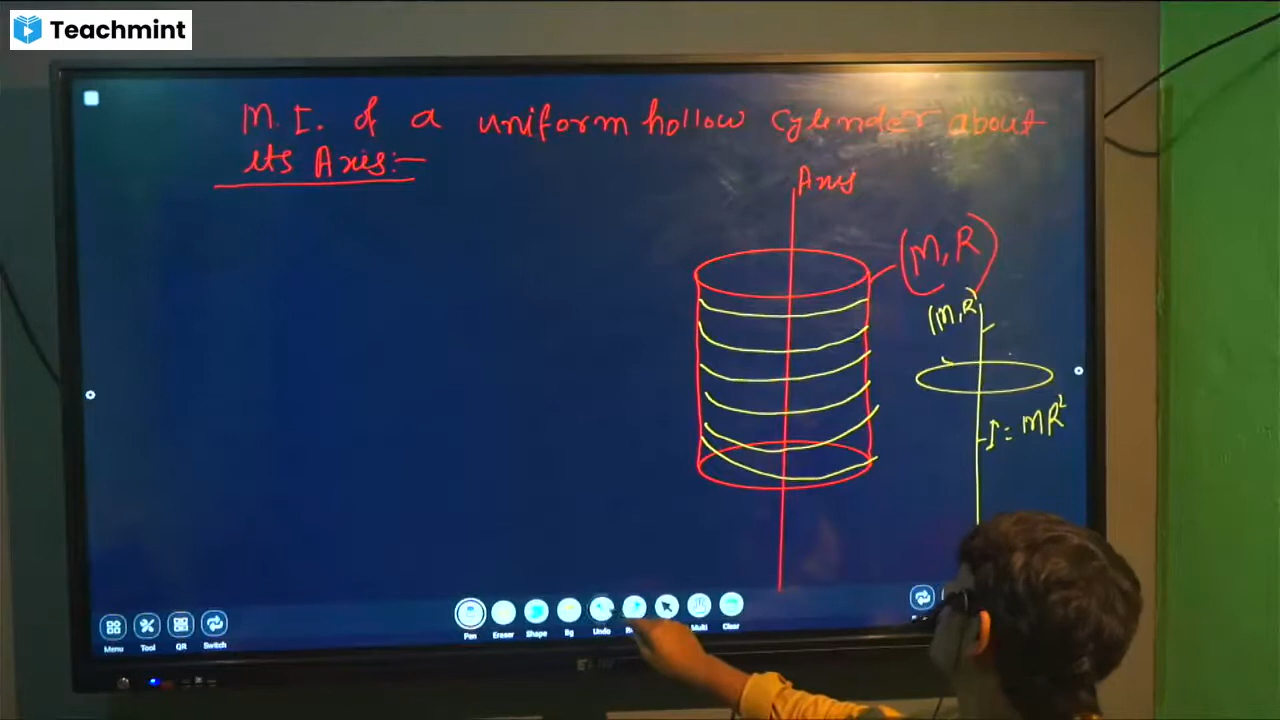 Teachmint
M.I. of a uniform hollow cylinder about
its Axis:-
Axis
(M, R)
(M, R)
I = MR²
Menu
Tool
QR
Switch
Pen
Eraser
Shape
Bg
Undo
Multi
Clear